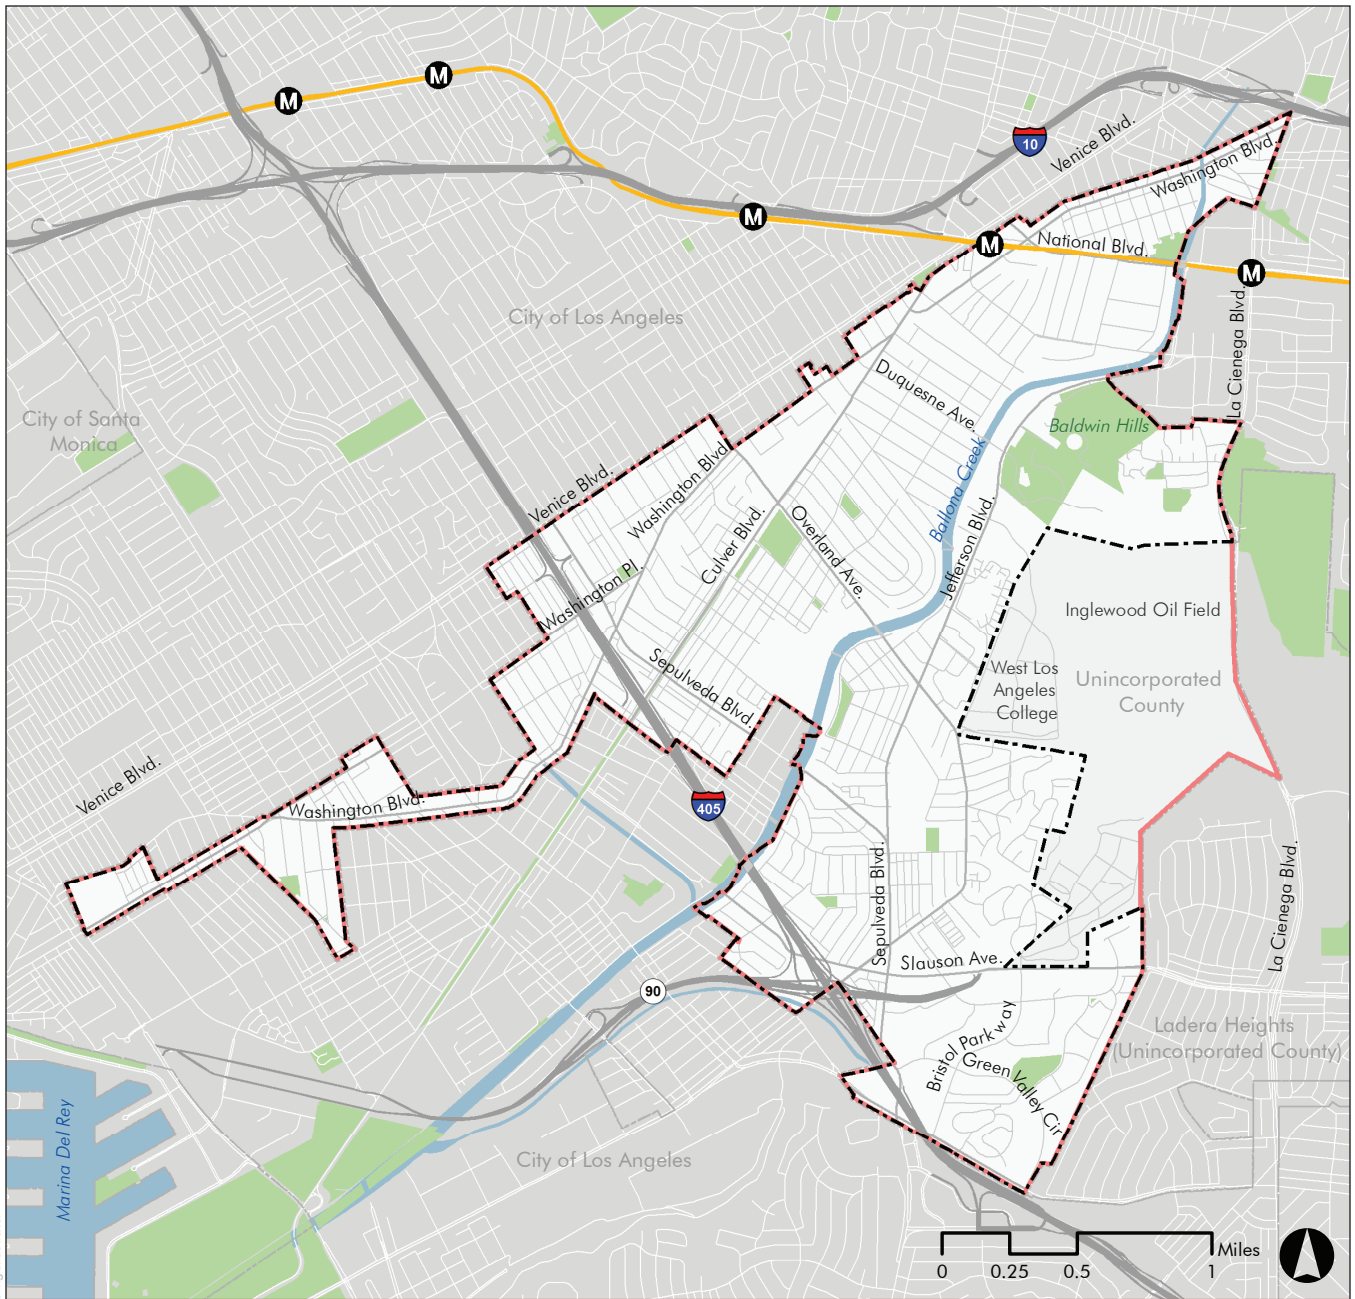 M
M
10
Venice Blvd.
Washington Blvd.
M
M
National Blvd.
M
City of Los Angeles
La Cienega Blvd.
Duquesne Ave.
City of Santa
Monica
Baldwin Hills
Washington Blvd.
Venice Blvd.
Ballona Creek
Jefferson Blvd.
Culver Blvd.
Overland Ave.
Washington Pl.
Inglewood Oil Field
West Los
Angeles
College
Unincorporated
County
Sepulveda Blvd.
Venice Blvd.
Washington Blvd.
405
Sepulveda Blvd.
La Cienega Blvd.
Slauson Ave.
90
Bristol Parkway
Green Valley Cir
Ladera Heights
(Unincorporated County)
Marina Del Rey
City of Los Angeles
Miles
0
0.25
0.5
1